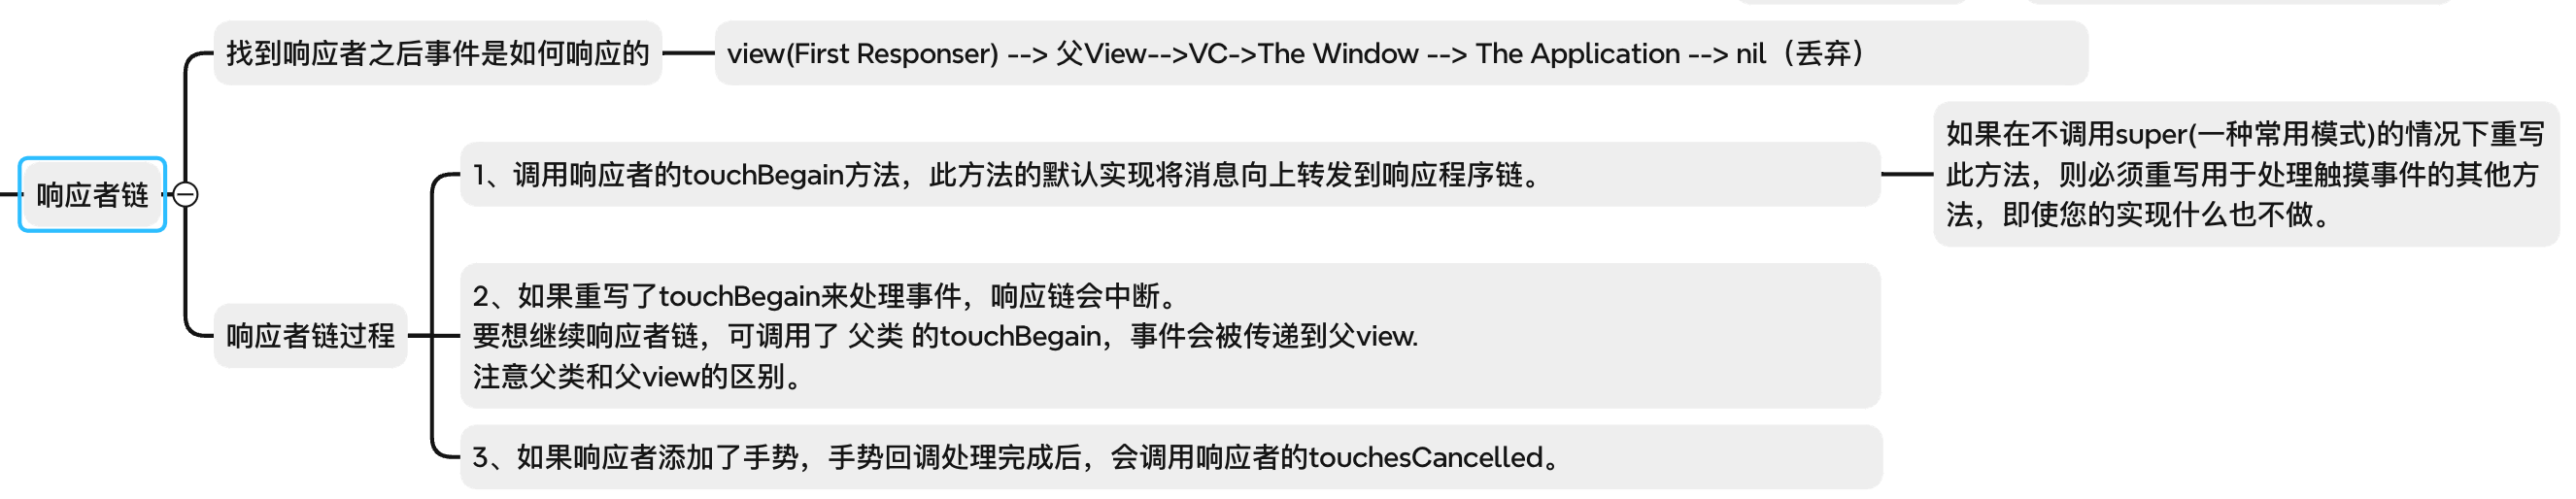 找到响应者之后事件是如何响应的
view(First Responser) --> 父View-->VC->The Window --> The Application --> nil（丢弃）
响应者链
响应者链过程
1、调用响应者的touchBegain方法，此方法的默认实现将消息向上转发到响应程序链。
如果在不调用super(一种常用模式)的情况下重写
此方法，则必须重写用于处理触摸事件的其他方
法，即使您的实现什么也不做。
2、如果重写了touchBegain来处理事件，响应链会中断。
要想继续响应者链，可调用了 父类 的touchBegain，事件会被传递到父view.
注意父类和父view的区别。
3、如果响应者添加了手势，手势回调处理完成后，会调用响应者的touchesCancelled。